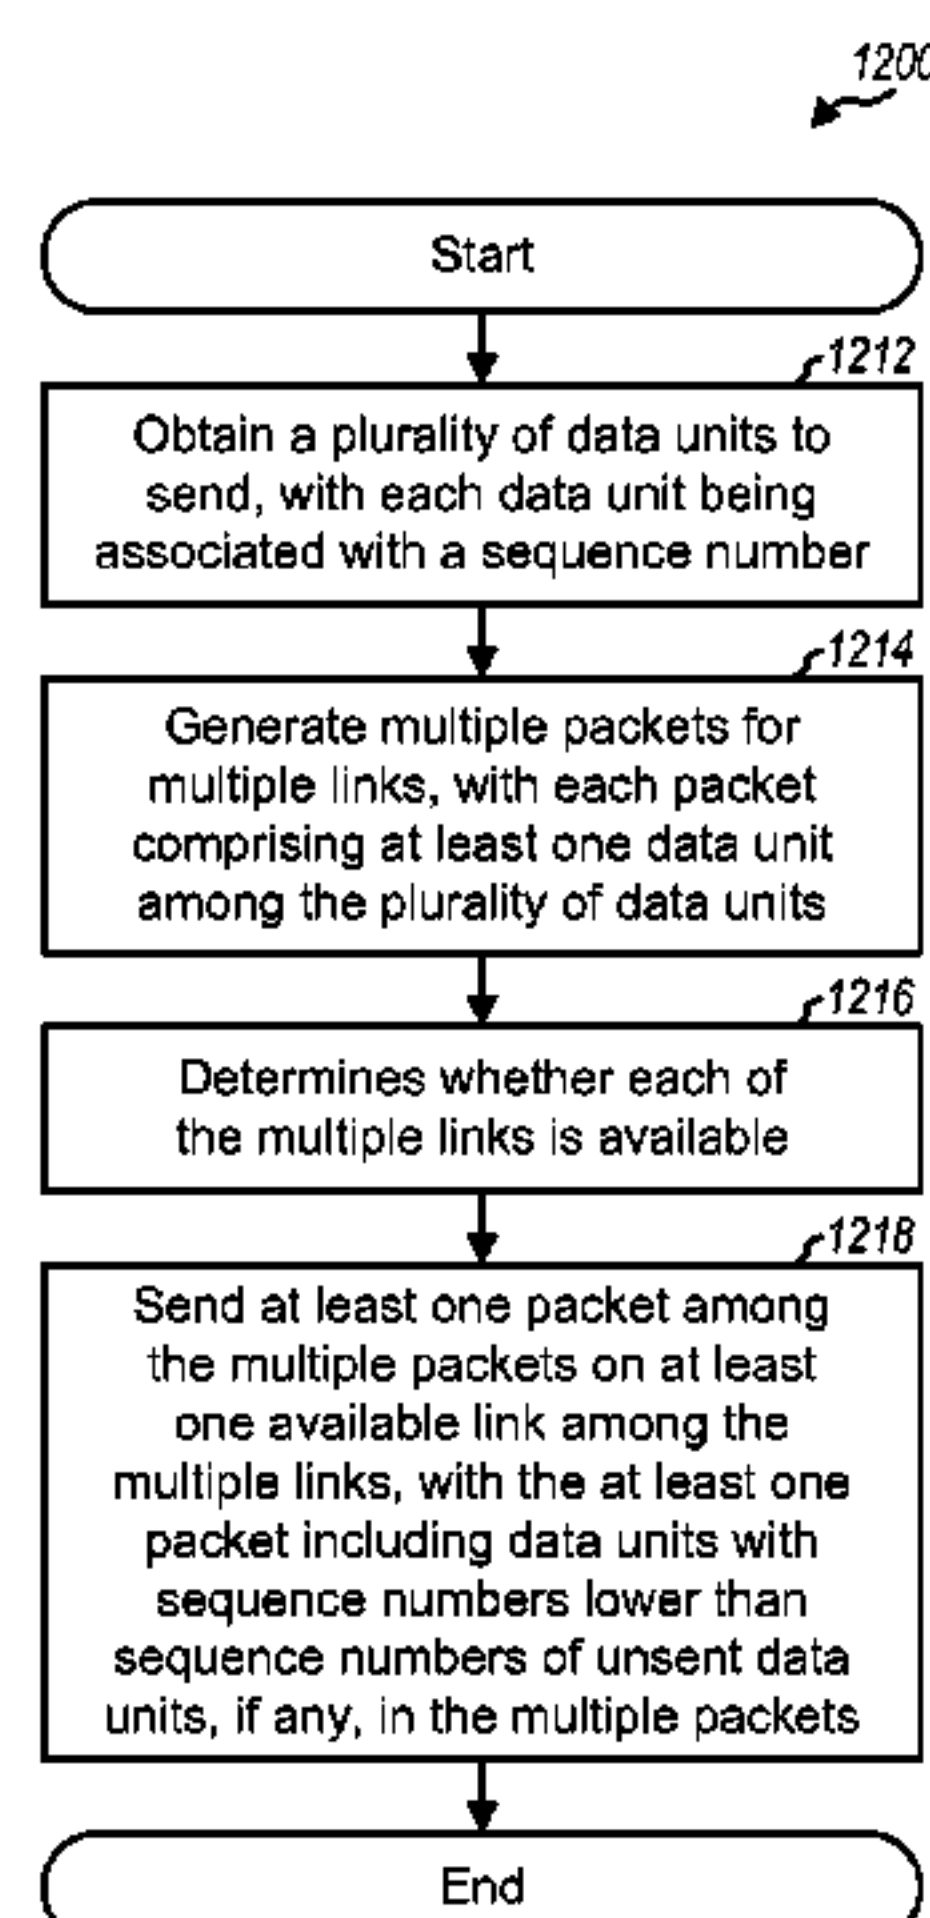 1200
Start
1212
Obtain a plurality of data units to
send, with each data unit being
associated with a sequence number
1214
Generate multiple packets for
multiple links, with each packet
comprising at least one data unit
among the plurality of data units
1216
Determines whether each of
the multiple links is available
1218
Send at least one packet among
the multiple packets on at least
one available link among the
multiple links, with the at least one
packet including data units with
sequence numbers lower than
sequence numbers of unsent data
units, if any, in the multiple packets
End